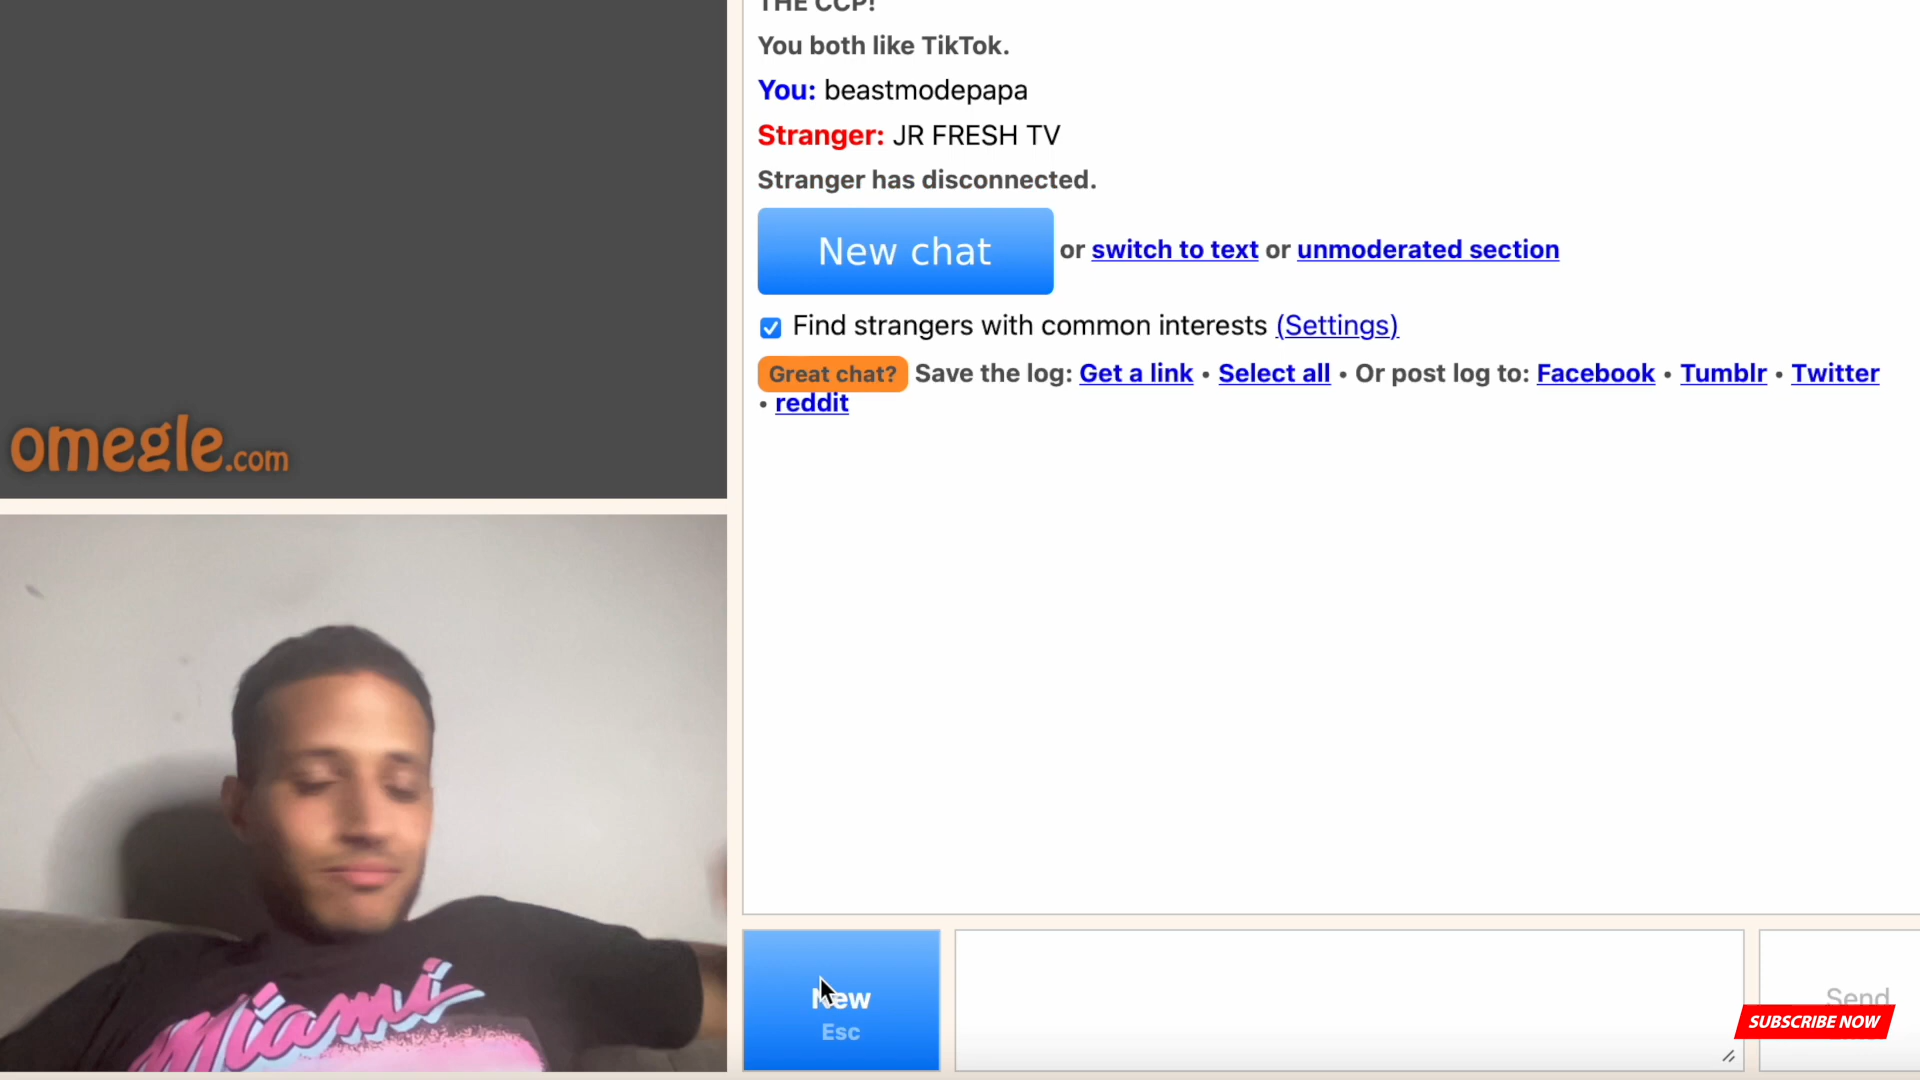 THE CCP!
You both like TikTok.
You: beastmodepapa
Stranger: JR FRESH TV
Stranger has disconnected.
New chat or switch to text or unmoderated section
Find strangers with common interests (Settings)
Great chat? Save the log: Get a link • Select all • Or post log to: Facebook • Tumblr • Twitter
• reddit
omegle.com
Miami
New
Esc
Send
SUBSCRIBE NOW